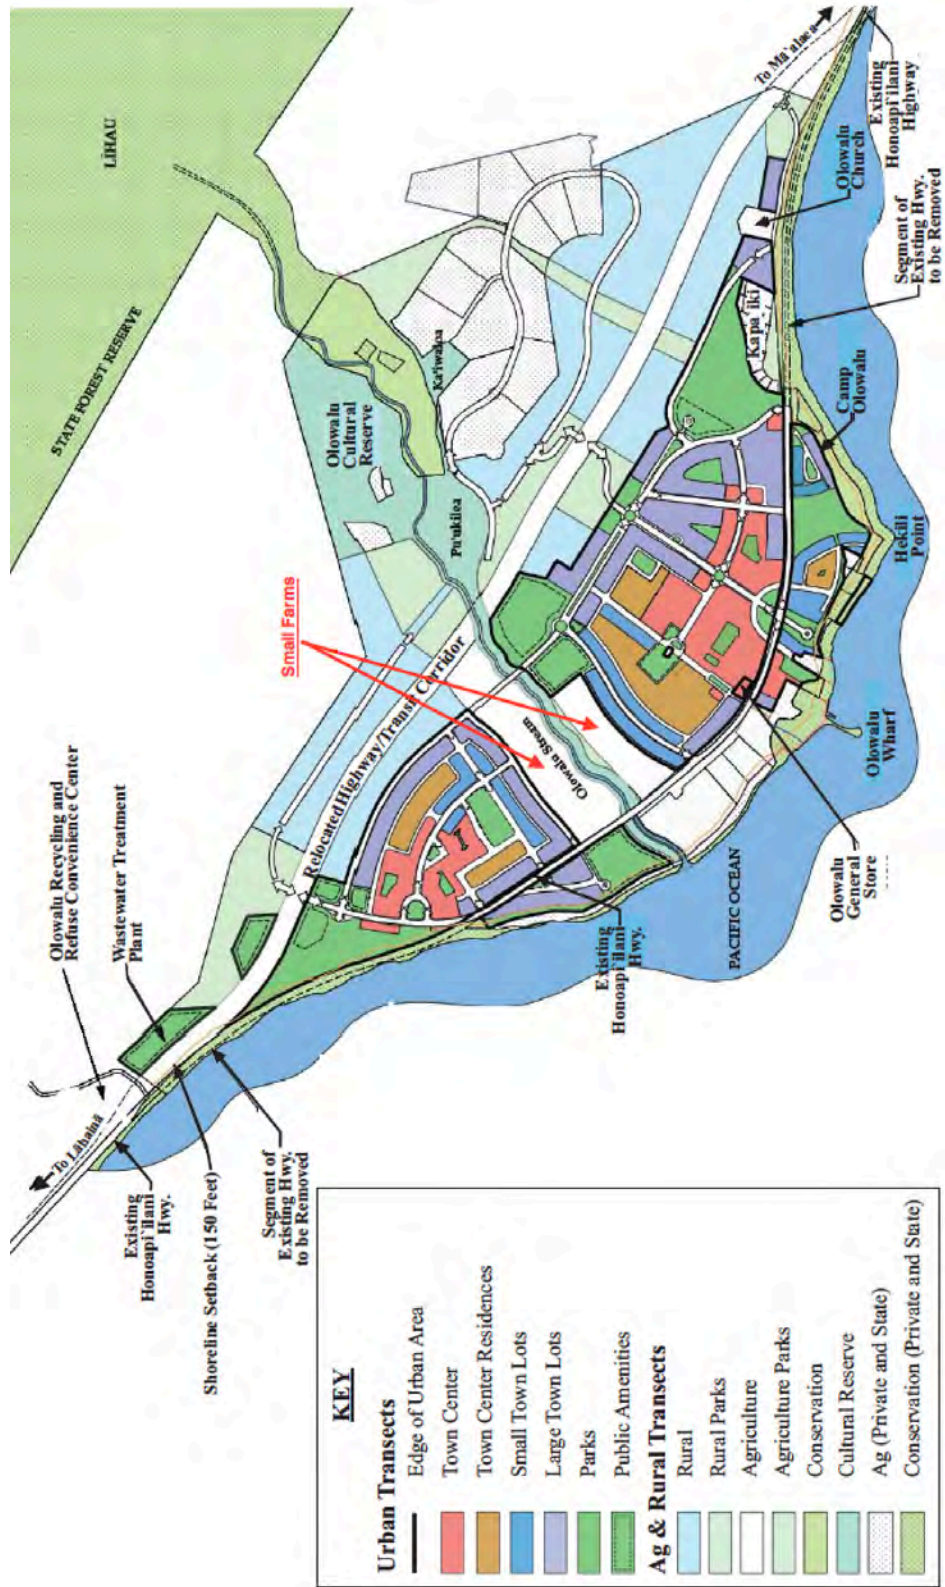 LĪHAU
STATE FOREST RESERVE
To Mā`alaea
Existing
Honoapi`ilani
Highway
Olowalu
Church
Segment of
Existing Hwy.
to be Removed
Kapa`iki
Camp
Olowalu
Hekili
Point
Olowalu
Wharf
Olowalu
General
Store
PACIFIC OCEAN
Olowalu
Cultural
Reserve
Ka`iwaloa
Pu`ukilea
Small Farms
Relocated Highway/Transit Corridor
Olowalu Stream
Existing
Honoapi`ilani
Hwy.
Olowalu Recycling and
Refuse Convenience Center
Wastewater Treatment
Plant
To Lāhainā
Existing
Honoapi`ilani
Hwy.
Shoreline Setback (150 Feet)
Segment of
Existing Hwy.
to be Removed
KEY
Urban Transects
Edge of Urban Area
Town Center
Town Center Residences
Small Town Lots
Large Town Lots
Parks
Public Amenities
Ag & Rural Transects
Rural
Rural Parks
Agriculture
Agriculture Parks
Conservation
Cultural Reserve
Ag (Private and State)
Conservation (Private and State)